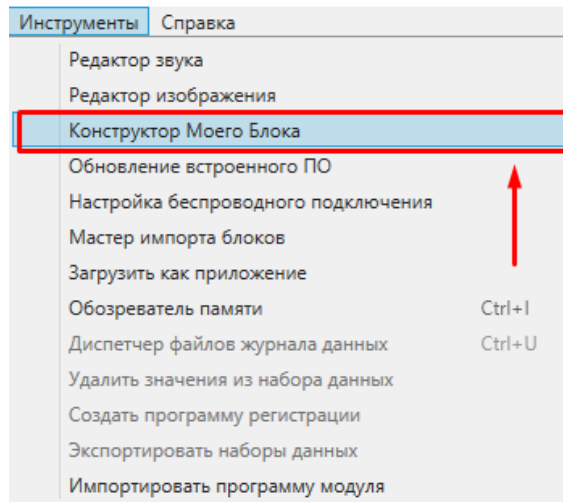 Инструменты Справка
Редактор звука
Редактор изображения
Конструктор Моего Блока
Обновление встроенного ПО
Настройка беспроводного подключения
Мастер импорта блоков
Загрузить как приложение
Обозреватель памяти Ctrl+I
Диспетчер файлов журнала данных Ctrl+U
Удалить значения из набора данных
Создать программу регистрации
Экспортировать наборы данных
Импортировать программу модуля